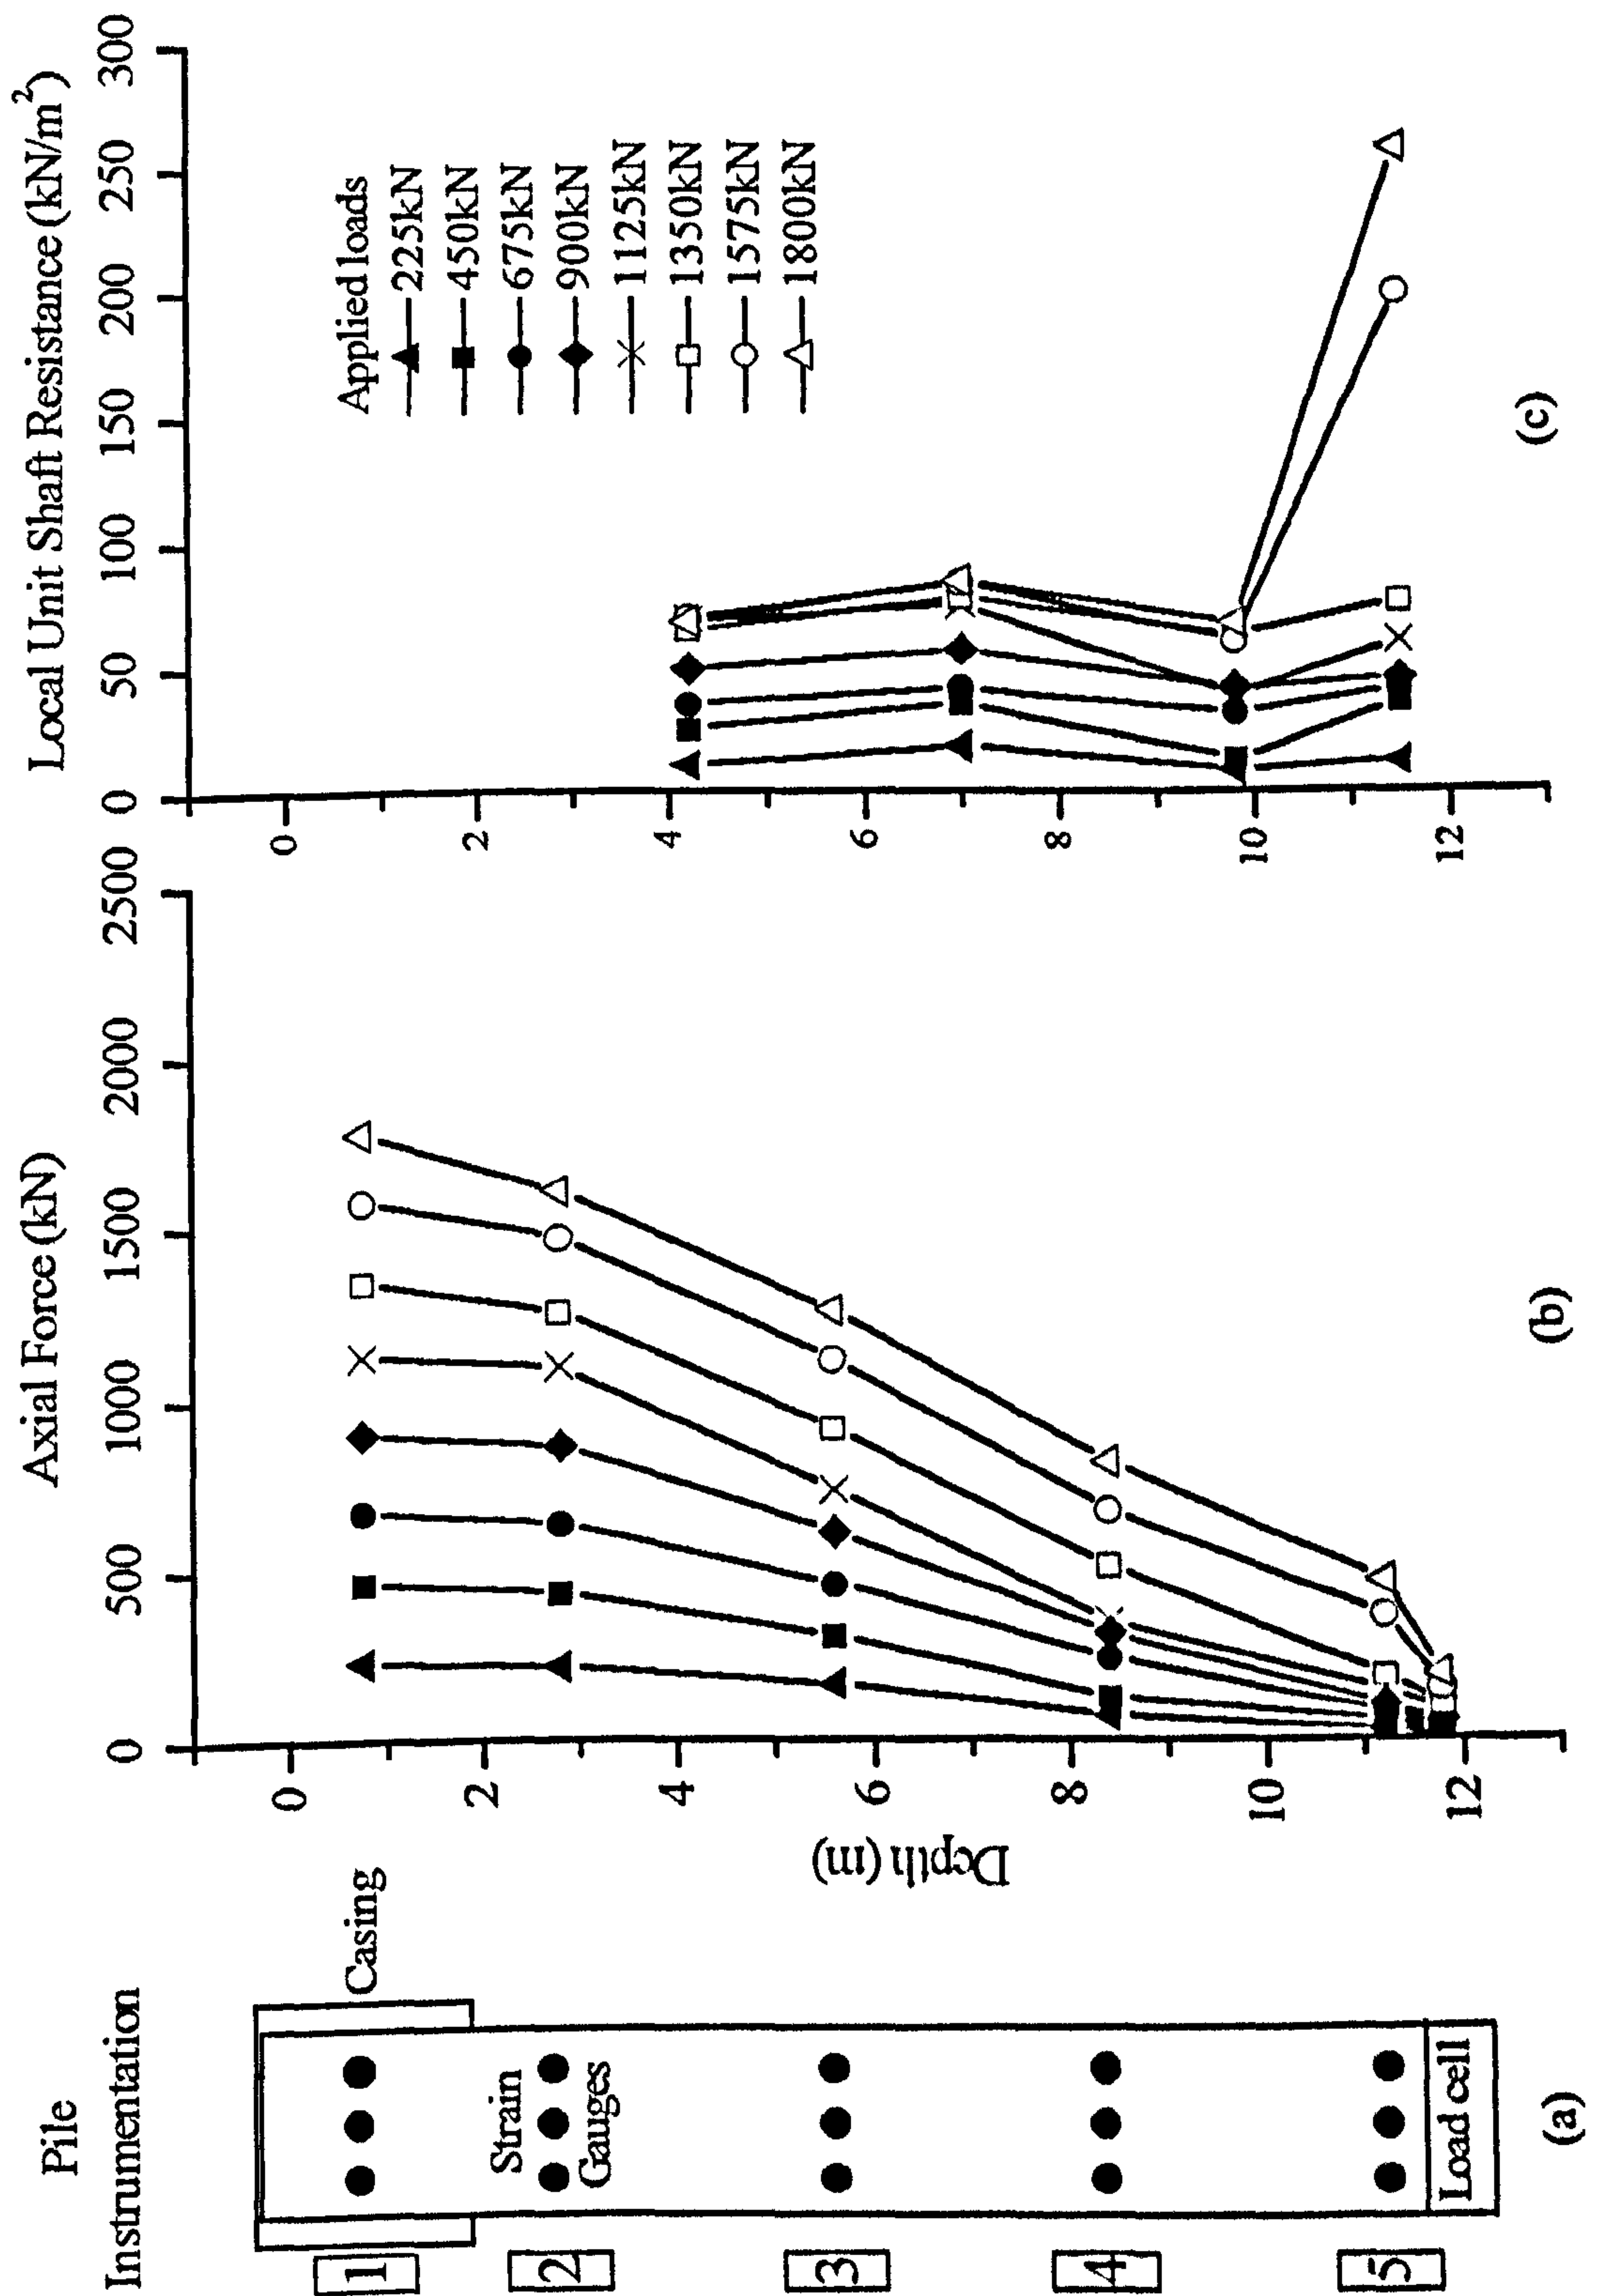 Pile
Instrumentation
1
2
3
4
5
Casing
Strain
Gauges
Load cell
(a)
Axial Force (kN)
0 500 1000 1500 2000 2500
Depth (m)
0
2
4
6
8
10
12
(b)
Local Unit Shaft Resistance (kN/m²)
0 50 100 150 200 250 300
0
2
4
6
8
10
12
Applied loads
225kN
450kN
675kN
900kN
1125kN
1350kN
1575kN
1800kN
(c)